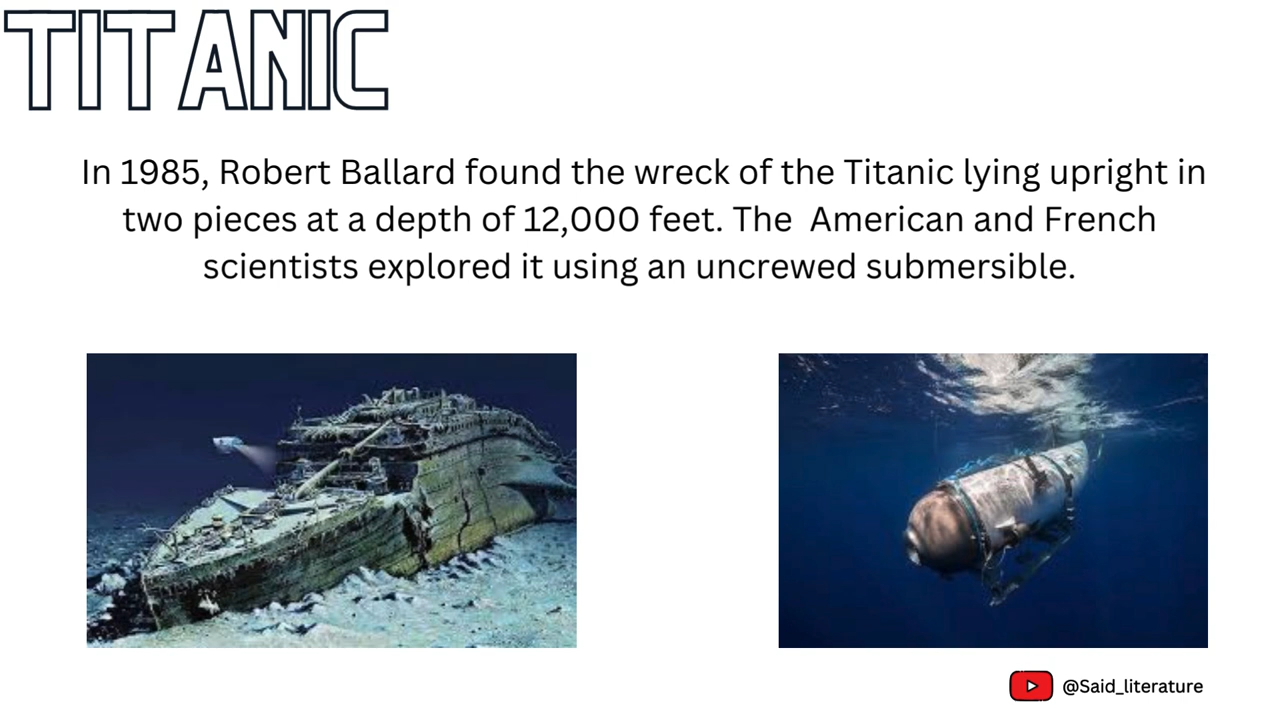 TITANIC
In 1985, Robert Ballard found the wreck of the Titanic lying upright in
two pieces at a depth of 12,000 feet. The  American and French
scientists explored it using an uncrewed submersible.
@Said_literature